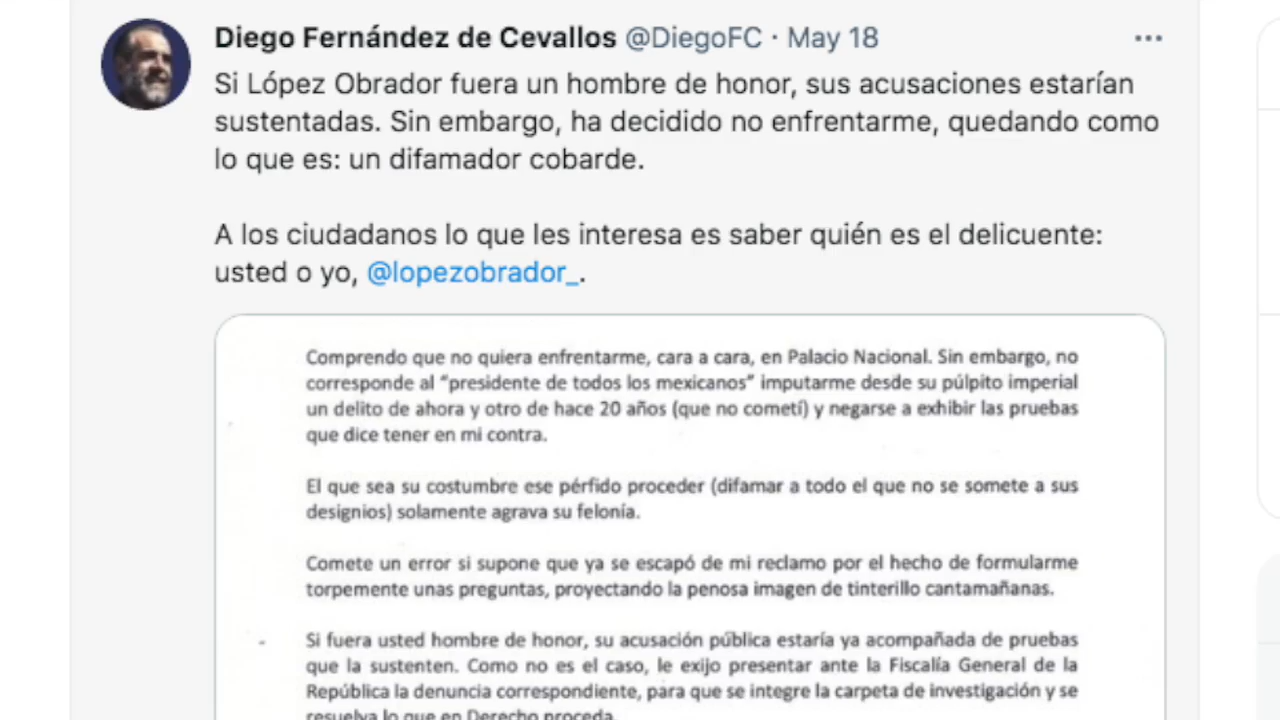 Diego Fernández de Cevallos @DiegoFC · May 18
Si López Obrador fuera un hombre de honor, sus acusaciones estarían
sustentadas. Sin embargo, ha decidido no enfrentarme, quedando como
lo que es: un difamador cobarde.
A los ciudadanos lo que les interesa es saber quién es el delicuente:
usted o yo, @lopezobrador_.
Comprendo que no quiera enfrentarme, cara a cara, en Palacio Nacional. Sin embargo, no
corresponde al "presidente de todos los mexicanos" imputarme desde su púlpito imperial
un delito de ahora y otro de hace 20 años (que no cometí) y negarse a exhibir las pruebas
que dice tener en mi contra.
El que sea su costumbre ese pérfido proceder (difamar a todo el que no se somete a sus
designios) solamente agrava su felonía.
Comete un error si supone que ya se escapó de mi reclamo por el hecho de formularme
torpemente unas preguntas, proyectando la penosa imagen de tinterillo cantamañanas.
Si fuera usted hombre de honor, su acusación pública estaría ya acompañada de pruebas
que la sustenten. Como no es el caso, le exijo presentar ante la Fiscalía General de la
República la denuncia correspondiente, para que se integre la carpeta de investigación y se
resuelva lo que en Derecho proceda.